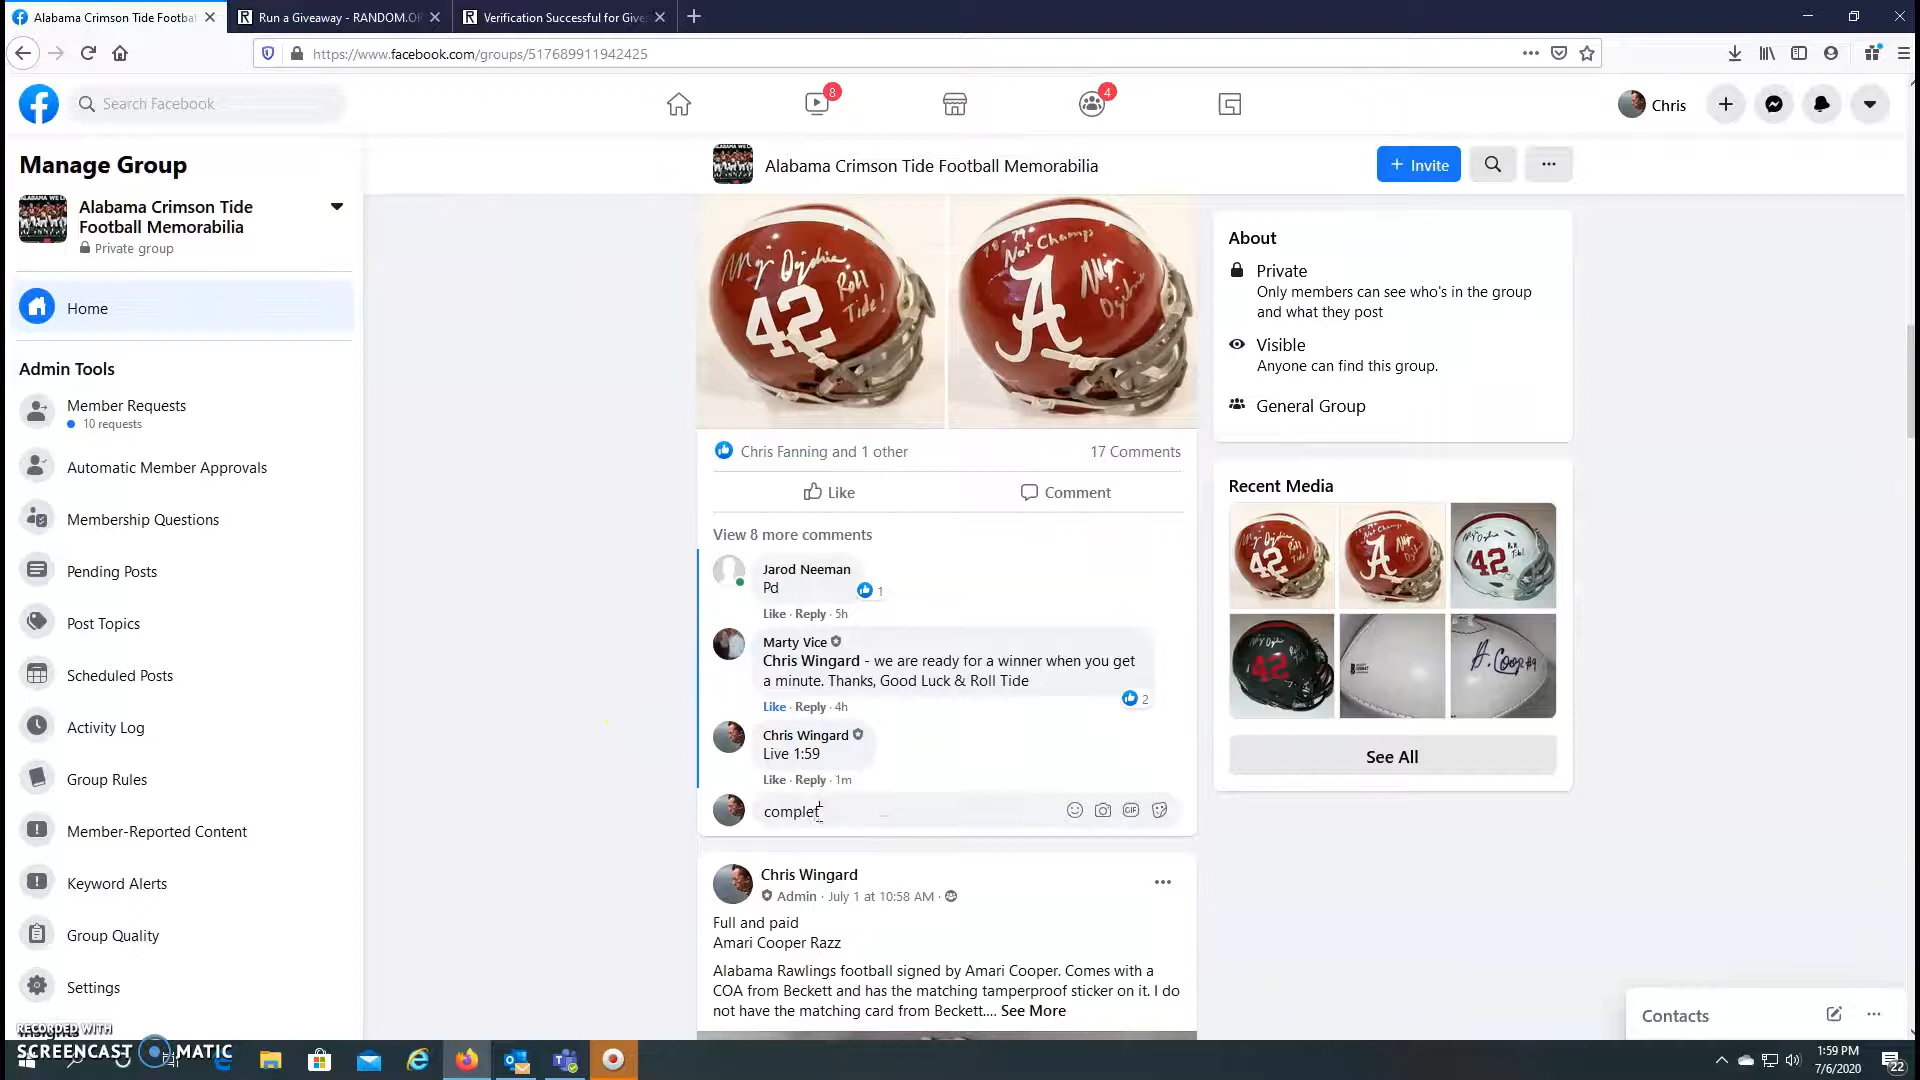 Alabama Crimson Tide Footba
Run a Giveaway - RANDOM.OR
Verification Successful for Give
https://www.facebook.com/groups/517689911942425
Search Facebook
8
4
Chris
Manage Group
Alabama Crimson Tide
Football Memorabilia
Private group
Home
Admin Tools
Member Requests
10 requests
Automatic Member Approvals
Membership Questions
Pending Posts
Post Topics
Scheduled Posts
Activity Log
Group Rules
Member-Reported Content
Keyword Alerts
Group Quality
Settings
Insights
Alabama Crimson Tide Football Memorabilia
+ Invite
42
Roll
Tide!
78-79
Nat Champs
A
Chris Fanning and 1 other
17 Comments
Like
Comment
View 8 more comments
Jarod Neeman
Pd
1
Like · Reply · 5h
Marty Vice
Chris Wingard - we are ready for a winner when you get
a minute. Thanks, Good Luck & Roll Tide
2
Like · Reply · 4h
Chris Wingard
Live 1:59
Like · Reply · 1m
complet
GIF
Chris Wingard
Admin · July 1 at 10:58 AM ·
Full and paid
Amari Cooper Razz
Alabama Rawlings football signed by Amari Cooper. Comes with a
COA from Beckett and has the matching tamperproof sticker on it. I do
not have the matching card from Beckett.... See More
About
Private
Only members can see who's in the group
and what they post
Visible
Anyone can find this group.
General Group
Recent Media
42
A
42
42
See All
Contacts
RECORDED WITH
SCREENCAST MATIC
1:59 PM
7/6/2020
22